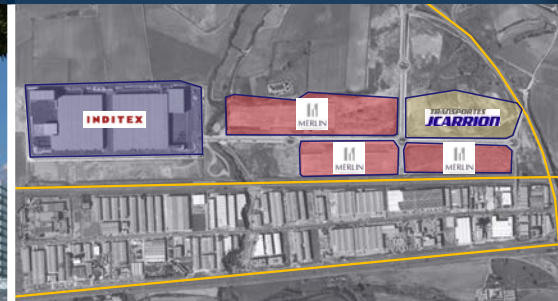 INDITEX
MERLIN
TRANSPORTES
JCARRION
MERLIN
MERLIN